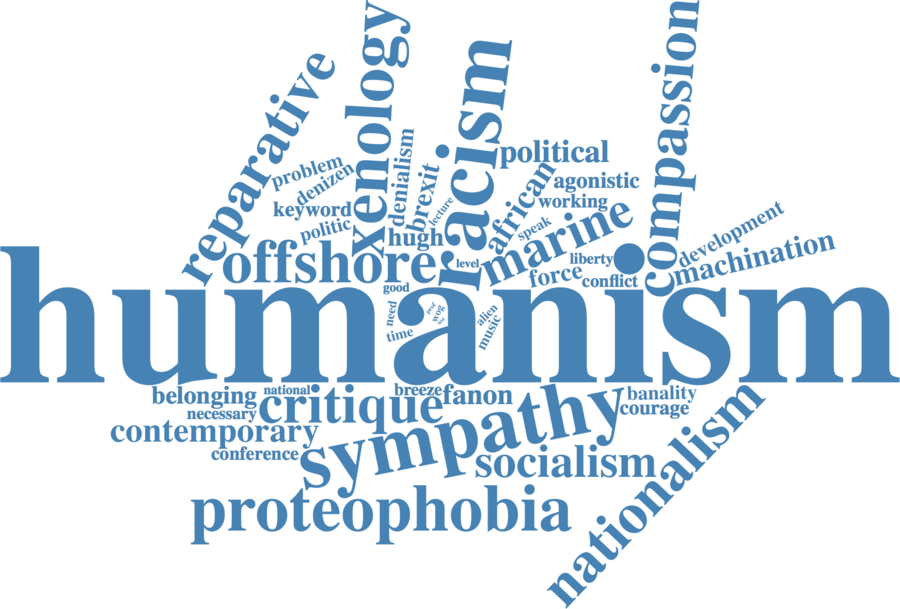 xenology
compassion
racism
reparative
denialism
political
problem
brexit
african
agonistic
denizen
working
keyword
lecture
marine
politic
hugh
speak
development
offshore
level
liberty
machination
force
conflict
good
humanism
need
wog
alien
time
music
belonging
national
breeze
fanon
banality
necessary
critique
courage
contemporary
sympathy
nationalism
conference
socialism
proteophobia